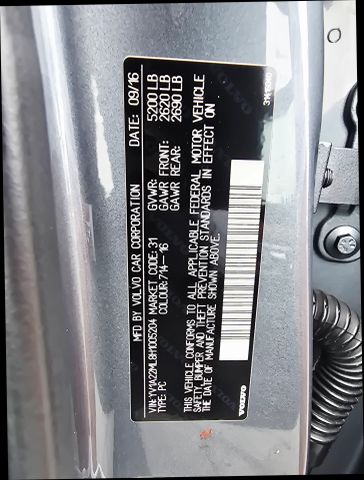 MFD. BY VOLVO CAR CORPORATION DATE: 09/16
VIN:YV1A22ML8H1005204 MARKET CODE:31 GVWR: 5200 LB
TYPE: PC COLOUR:714-16 GAWR FRONT: 2620 LB
GAWR REAR: 2690 LB
THIS VEHICLE CONFORMS TO ALL APPLICABLE FEDERAL MOTOR VEHICLE
SAFETY, BUMPER AND THEFT PREVENTION STANDARDS IN EFFECT ON
THE DATE OF MANUFACTURE SHOWN ABOVE.
VOLVO